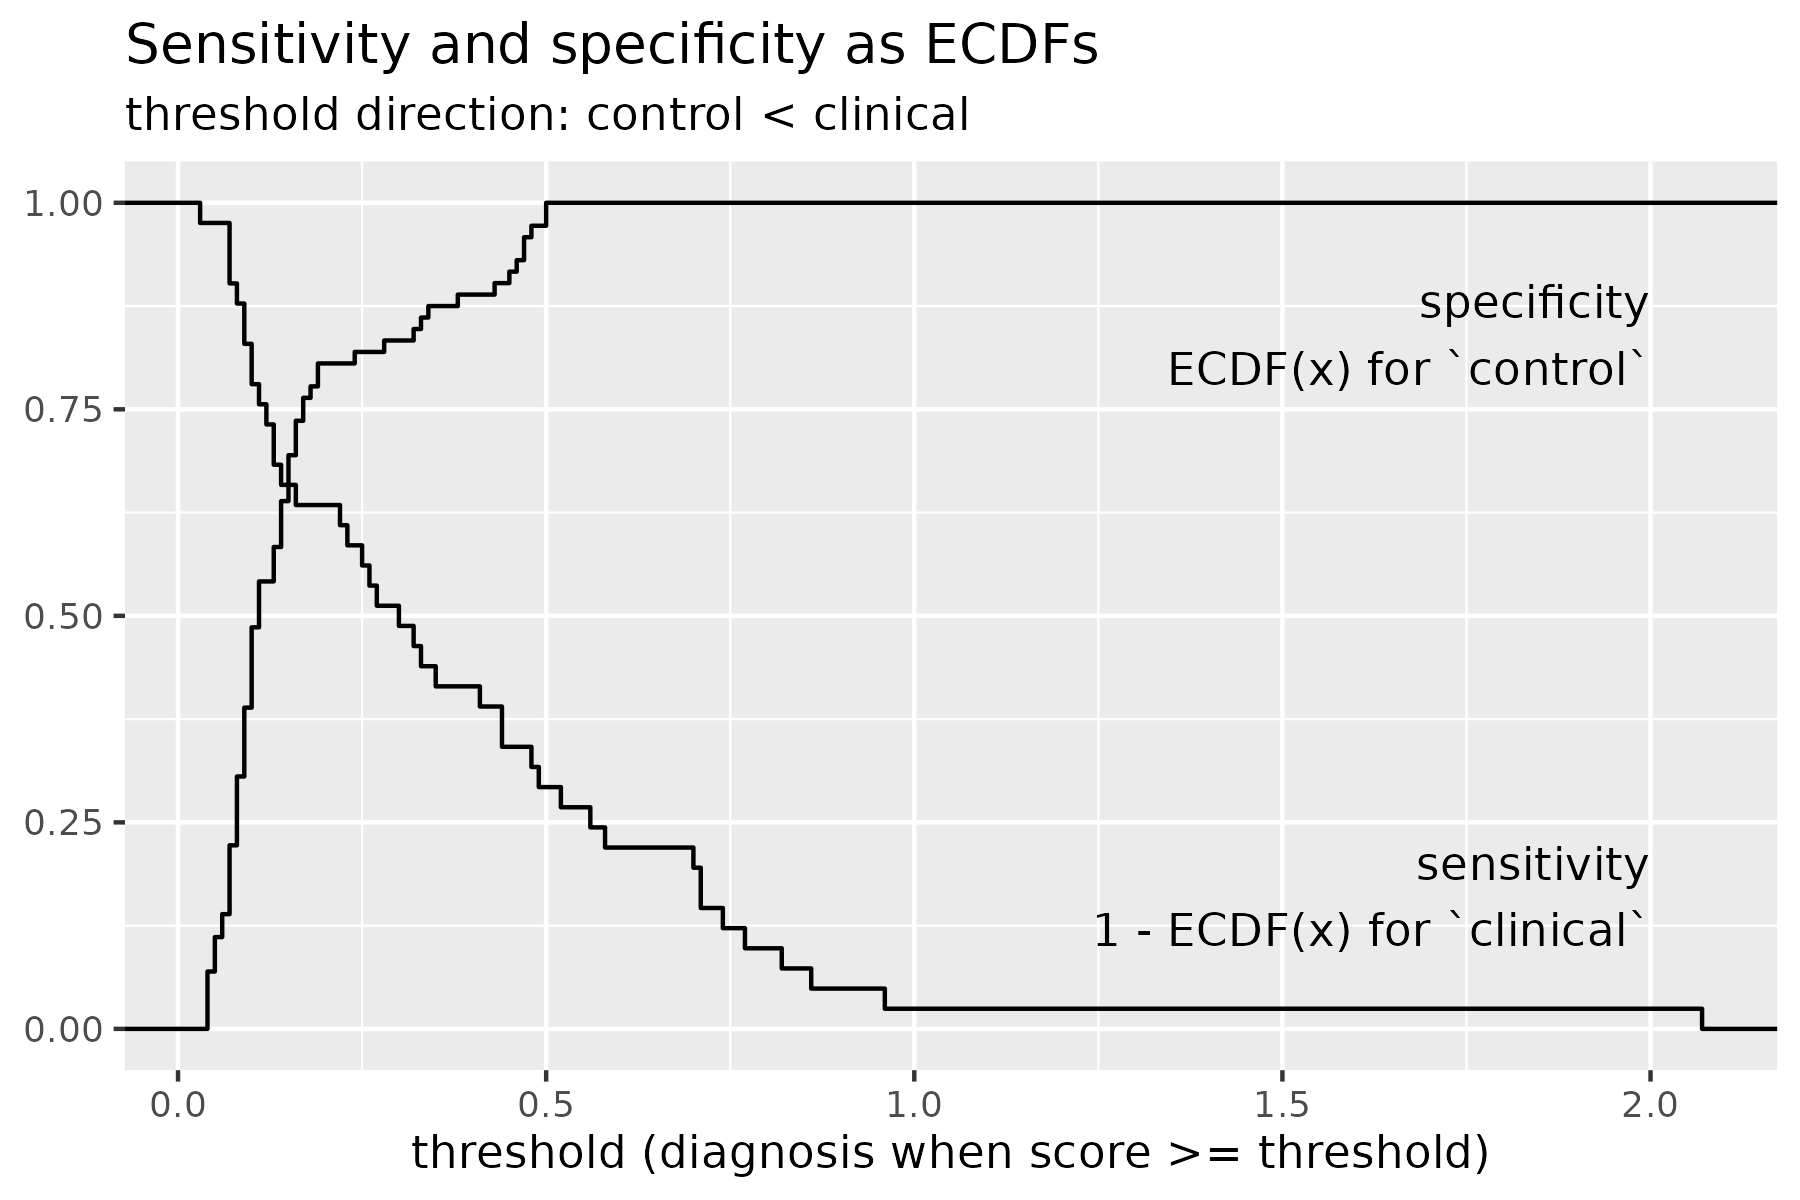 Sensitivity and specificity as ECDFs
threshold direction: control < clinical
1.00
0.75
0.50
0.25
0.00
specificity
ECDF(x) for `control`
sensitivity
1 - ECDF(x) for `clinical`
0.0 0.5 1.0 1.5 2.0
threshold (diagnosis when score >= threshold)